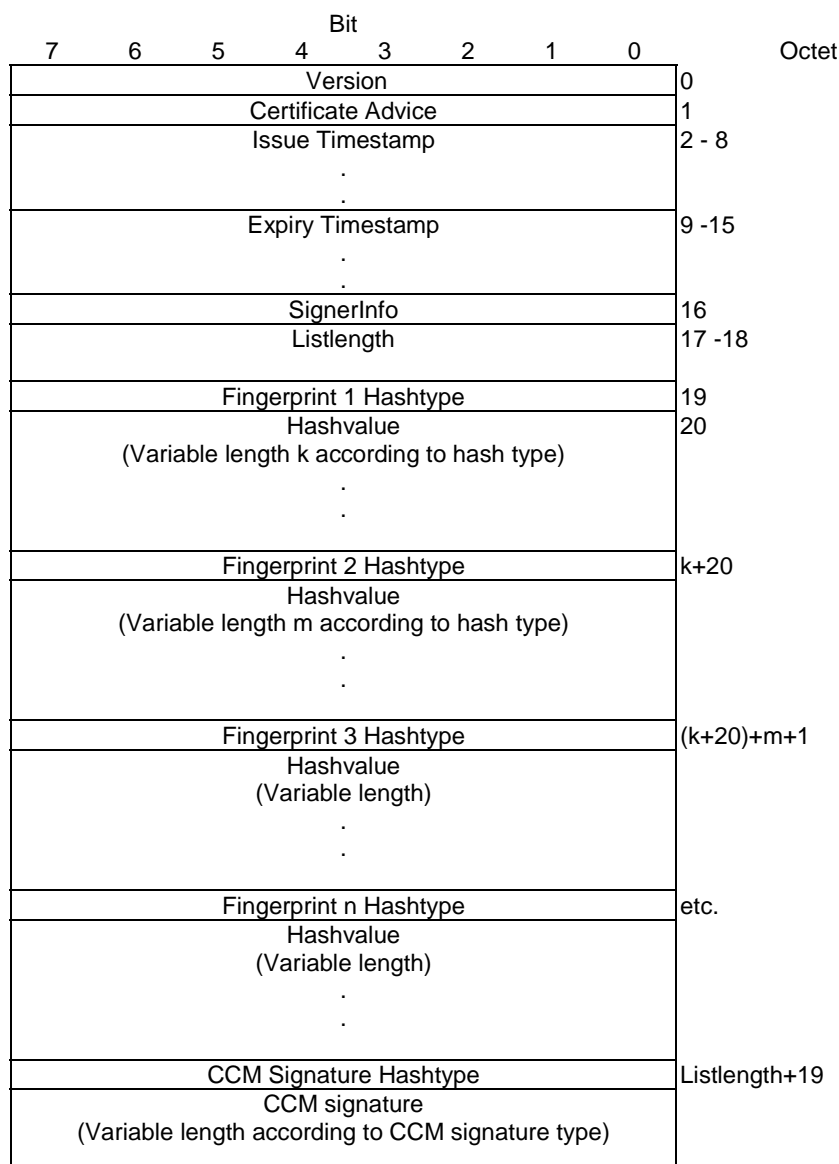 Bit
7 6 5 4 3 2 1 0 Octet
Version 0
Certificate Advice 1
Issue Timestamp 2 - 8
.
.
Expiry Timestamp 9 -15
.
.
SignerInfo 16
Listlength 17 -18
Fingerprint 1 Hashtype 19
Hashvalue 20
(Variable length k according to hash type)
.
.
Fingerprint 2 Hashtype k+20
Hashvalue
(Variable length m according to hash type)
.
.
Fingerprint 3 Hashtype (k+20)+m+1
Hashvalue
(Variable length)
.
.
Fingerprint n Hashtype etc.
Hashvalue
(Variable length)
.
.
CCM Signature Hashtype Listlength+19
CCM signature
(Variable length according to CCM signature type)